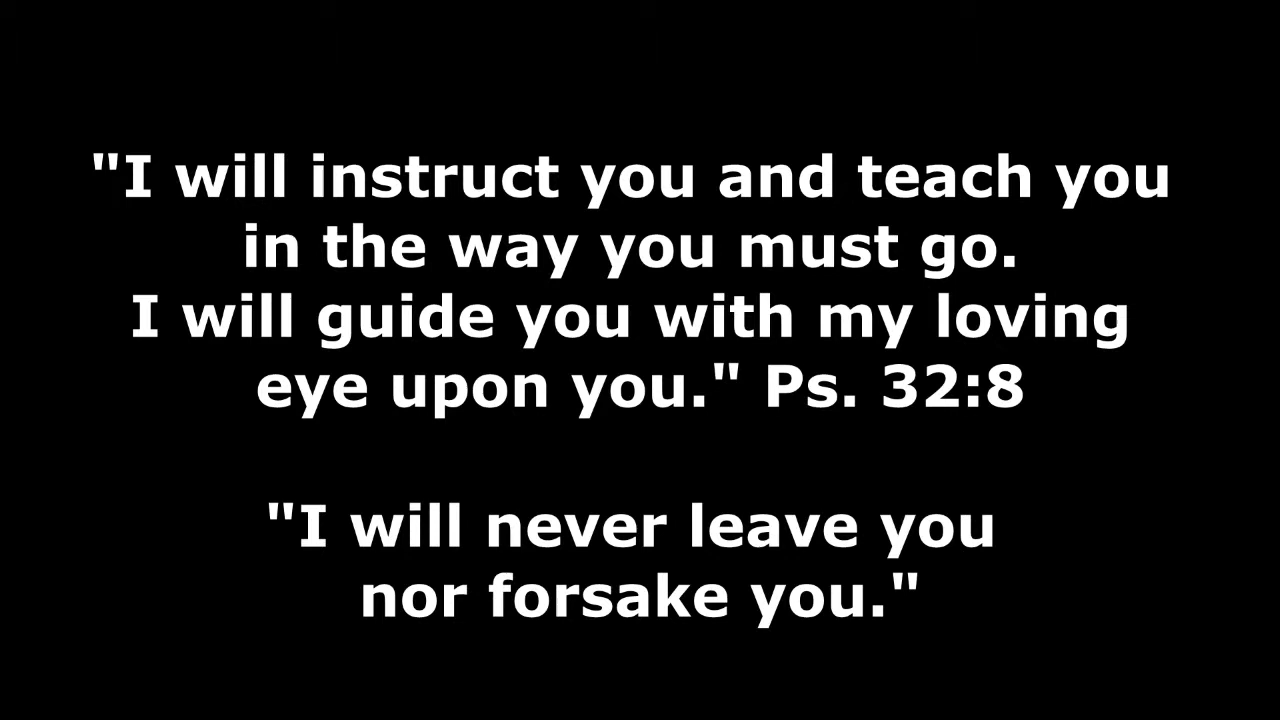 "I will instruct you and teach you
in the way you must go.
I will guide you with my loving
eye upon you." Ps. 32:8
"I will never leave you
nor forsake you."